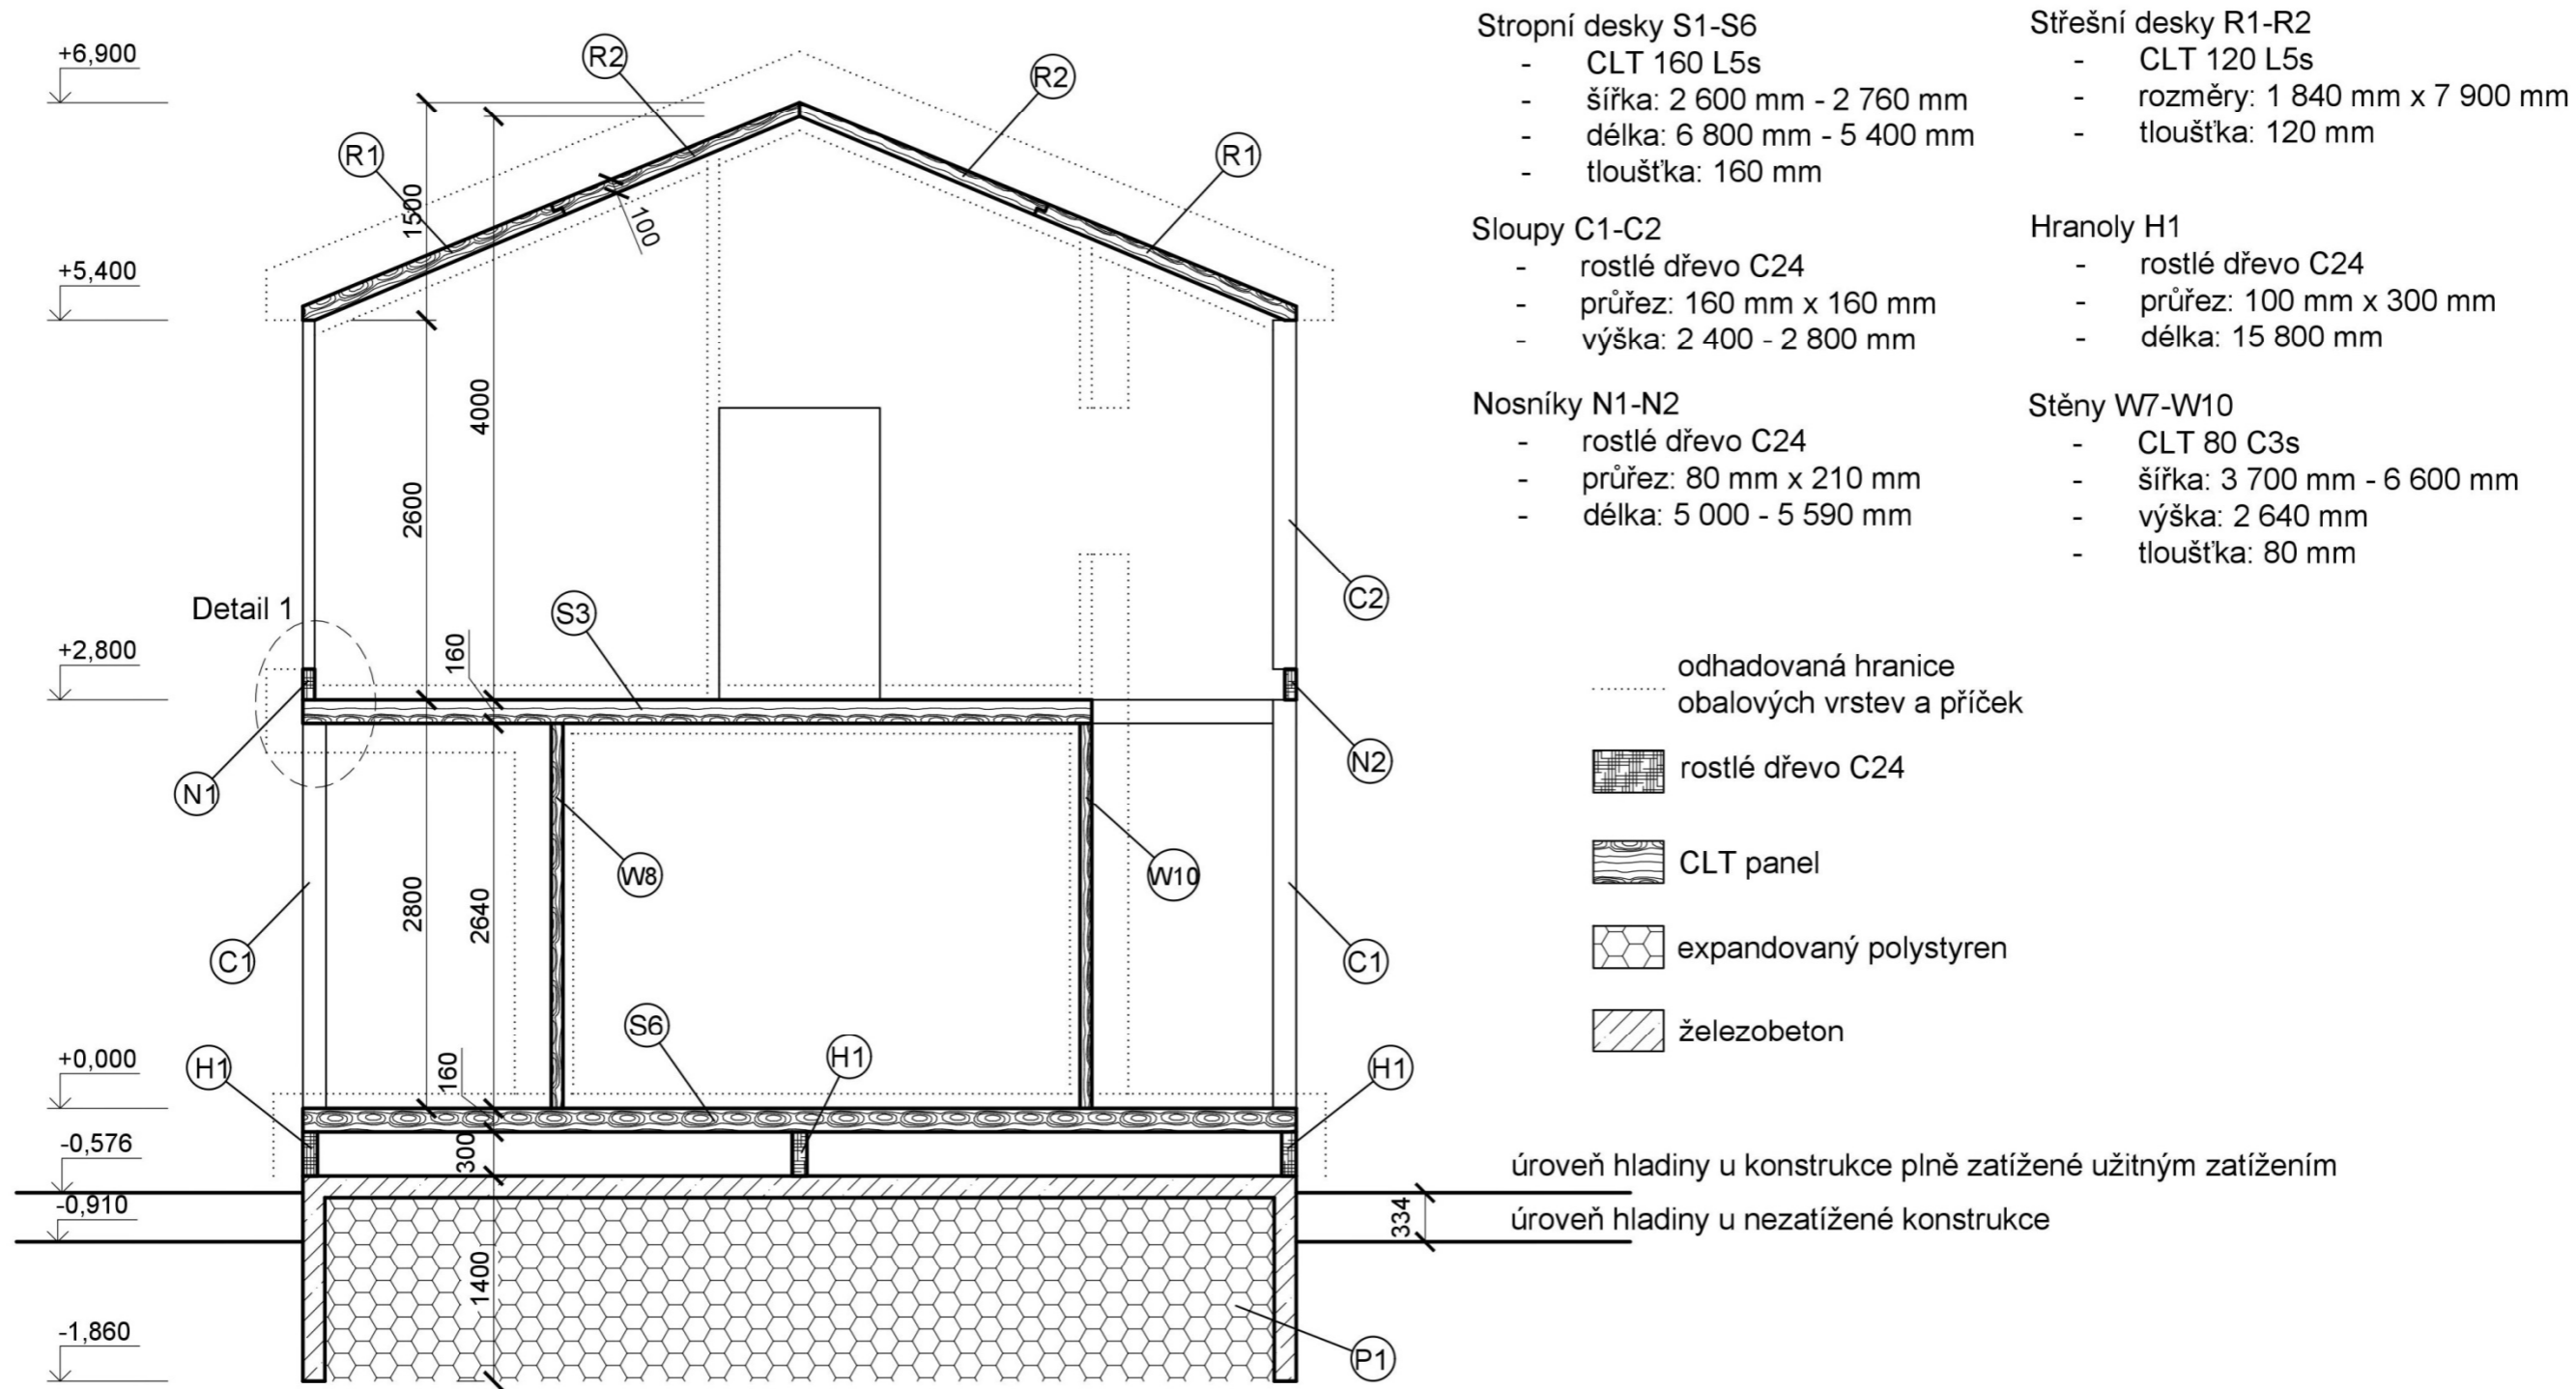 +6,900
+5,400
+2,800
+0,000
-0,576
-0,910
-1,860
Detail 1
R1
R2
R2
R1
1500
100
4000
2600
160
S3
C2
N1
N2
W8
W10
2800
2640
C1
C1
S6
160
H1
H1
H1
300
1400
334
P1
Stropní desky S1-S6
- CLT 160 L5s
- šířka: 2 600 mm - 2 760 mm
- délka: 6 800 mm - 5 400 mm
- tloušťka: 160 mm
Sloupy C1-C2
- rostlé dřevo C24
- průřez: 160 mm x 160 mm
- výška: 2 400 - 2 800 mm
Nosníky N1-N2
- rostlé dřevo C24
- průřez: 80 mm x 210 mm
- délka: 5 000 - 5 590 mm
Střešní desky R1-R2
- CLT 120 L5s
- rozměry: 1 840 mm x 7 900 mm
- tloušťka: 120 mm
Hranoly H1
- rostlé dřevo C24
- průřez: 100 mm x 300 mm
- délka: 15 800 mm
Stěny W7-W10
- CLT 80 C3s
- šířka: 3 700 mm - 6 600 mm
- výška: 2 640 mm
- tloušťka: 80 mm
odhadovaná hranice
obalových vrstev a příček
rostlé dřevo C24
CLT panel
expandovaný polystyren
železobeton
úroveň hladiny u konstrukce plně zatížené užitným zatížením
úroveň hladiny u nezatížené konstrukce